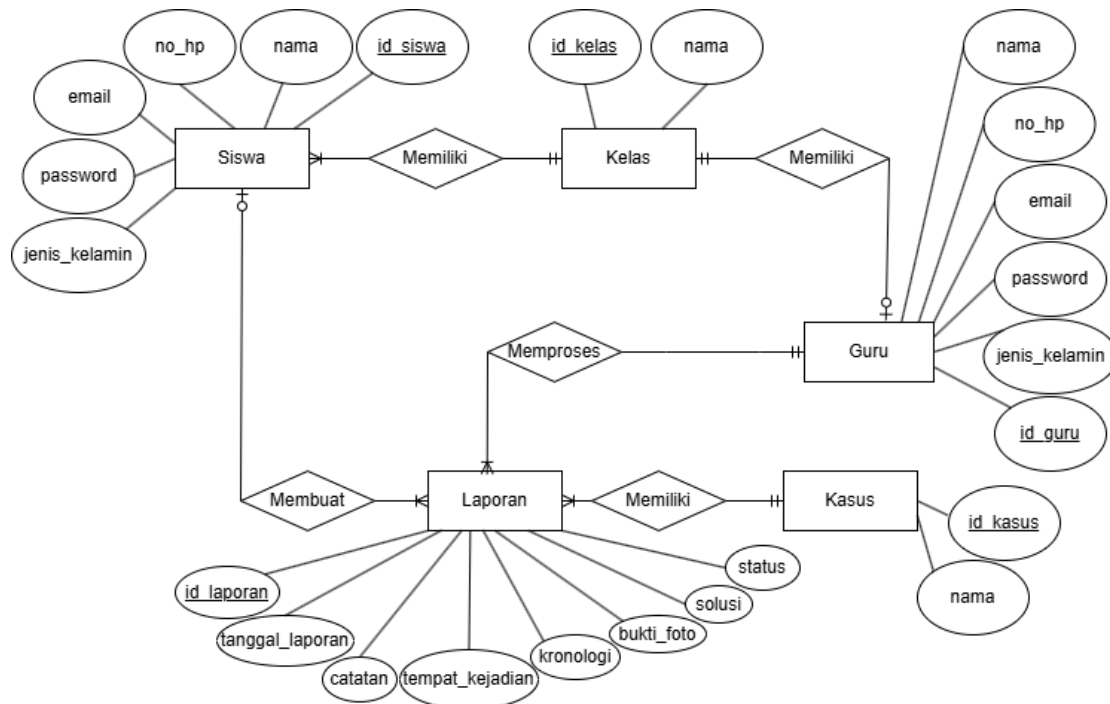 no_hp
nama
id_siswa
id_kelas
nama
nama
email
no_hp
Siswa
Memiliki
Kelas
Memiliki
password
email
jenis_kelamin
password
Memproses
Guru
jenis_kelamin
id_guru
Membuat
Laporan
Memiliki
Kasus
id_kasus
status
id_laporan
solusi
nama
tanggal_laporan
bukti_foto
kronologi
catatan
tempat_kejadian